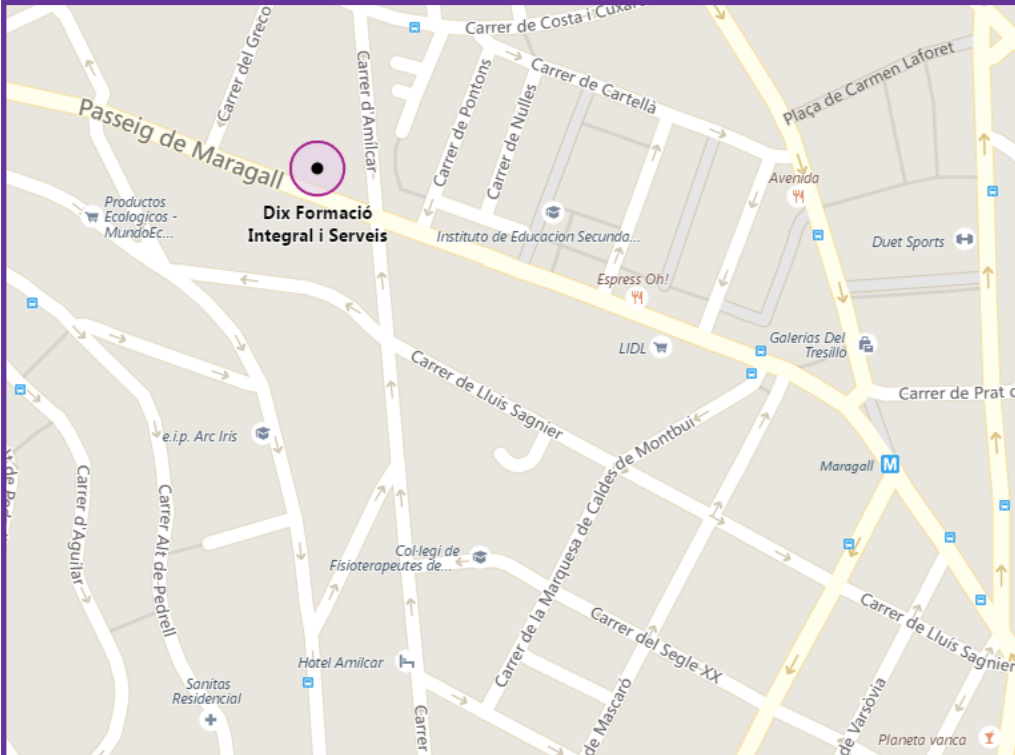 Carrer de Costa i Cuxar
Carrer del Greco
Carrer d'Amílcar
Carrer de Pontons
Carrer de Nulles
Carrer de Cartellà
Plaça de Carmen Laforet
Passeig de Maragall
Avenida
Productos
Ecologicos -
MundoEc...
Dix Formació
Integral i Serveis
Instituto de Educacion Secunda...
Duet Sports
Espress Oh!
LIDL
Galerias Del
Tresillo
Carrer de Lluís Sagnier
Carrer de Prat
e.i.p. Arc Iris
Carrer de la Marquesa de Caldes de Montbui
Maragall
M
Carrer d'Aguilar
Carrer Alt de Pedrell
Col·legi de
Fisioterapeutes de...
Carrer del Segle XX
Carrer de Lluís Sagnier
Hotel Amilcar
Sanitas
Residencial
Carrer
de Mascaró
de Varsòvia
Planeta vanca